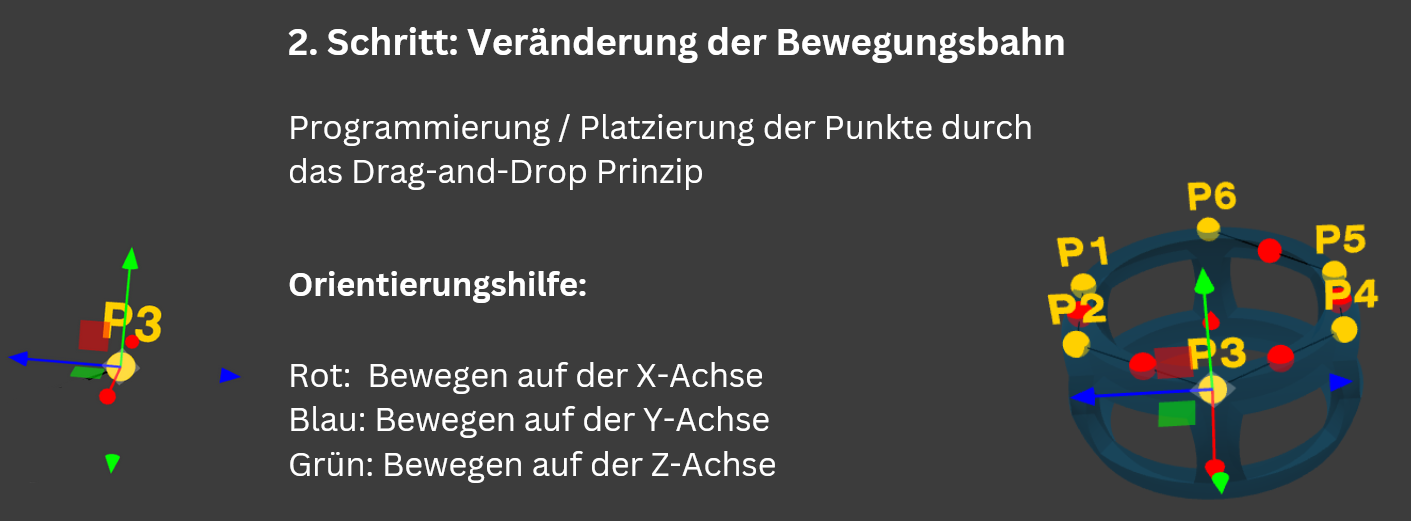 2. Schritt: Veränderung der Bewegungsbahn
Programmierung / Platzierung der Punkte durch
das Drag-and-Drop Prinzip
Orientierungshilfe:
Rot:  Bewegen auf der X-Achse
Blau: Bewegen auf der Y-Achse
Grün: Bewegen auf der Z-Achse
P3
P6
P1
P5
P2
P4
P3